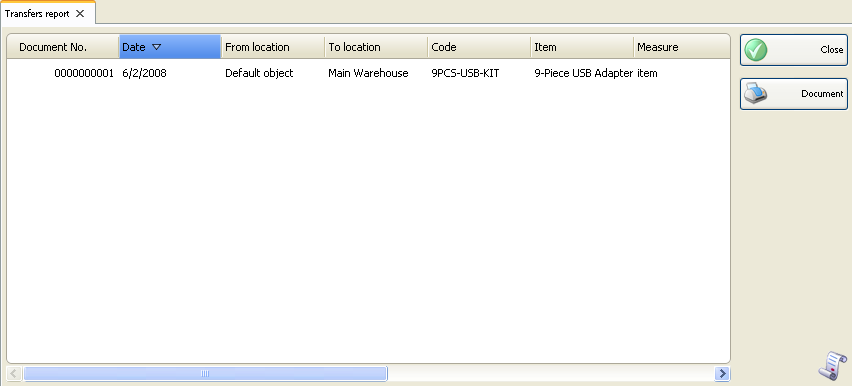 Transfers report
Document No. Date From location To location Code Item Measure
0000000001 6/2/2008 Default object Main Warehouse 9PCS-USB-KIT 9-Piece USB Adapter item
Close
Document